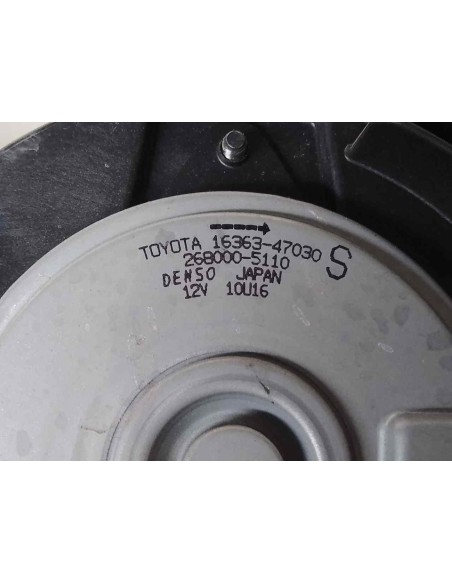 TOYOTA 16363-47030
268000-5110
S
DENSO JAPAN
12V 10U16